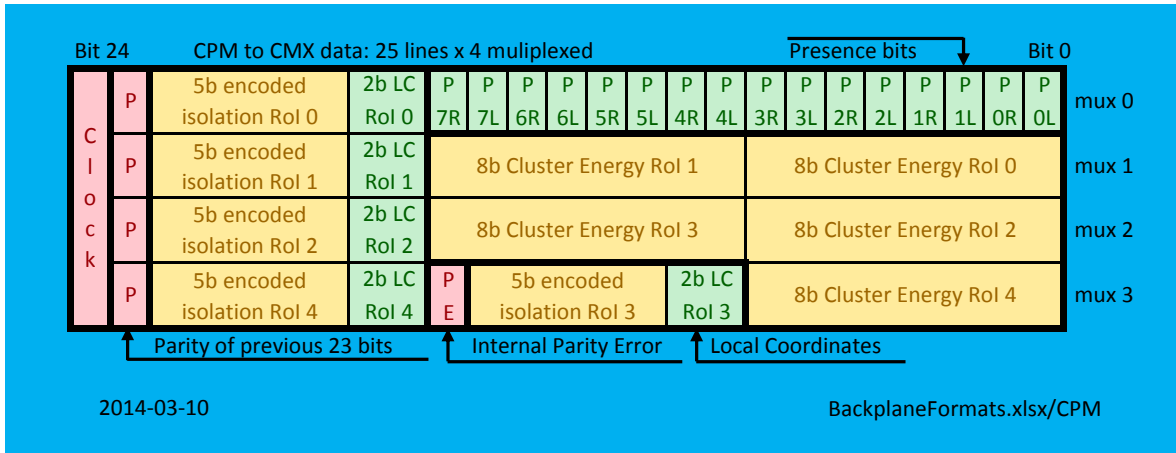 Bit 24 CPM to CMX data: 25 lines x 4 muliplexed Presence bits Bit 0
Clock
P 5b encoded isolation RoI 0 2b LC RoI 0 P 7R P 7L P 6R P 6L P 5R P 5L P 4R P 4L P 3R P 3L P 2R P 2L P 1R P 1L P 0R P 0L mux 0
P 5b encoded isolation RoI 1 2b LC RoI 1 8b Cluster Energy RoI 1 8b Cluster Energy RoI 0 mux 1
P 5b encoded isolation RoI 2 2b LC RoI 2 8b Cluster Energy RoI 3 8b Cluster Energy RoI 2 mux 2
P 5b encoded isolation RoI 4 2b LC RoI 4 P E 5b encoded isolation RoI 3 2b LC RoI 3 8b Cluster Energy RoI 4 mux 3
Parity of previous 23 bits Internal Parity Error Local Coordinates
2014-03-10 BackplaneFormats.xlsx/CPM